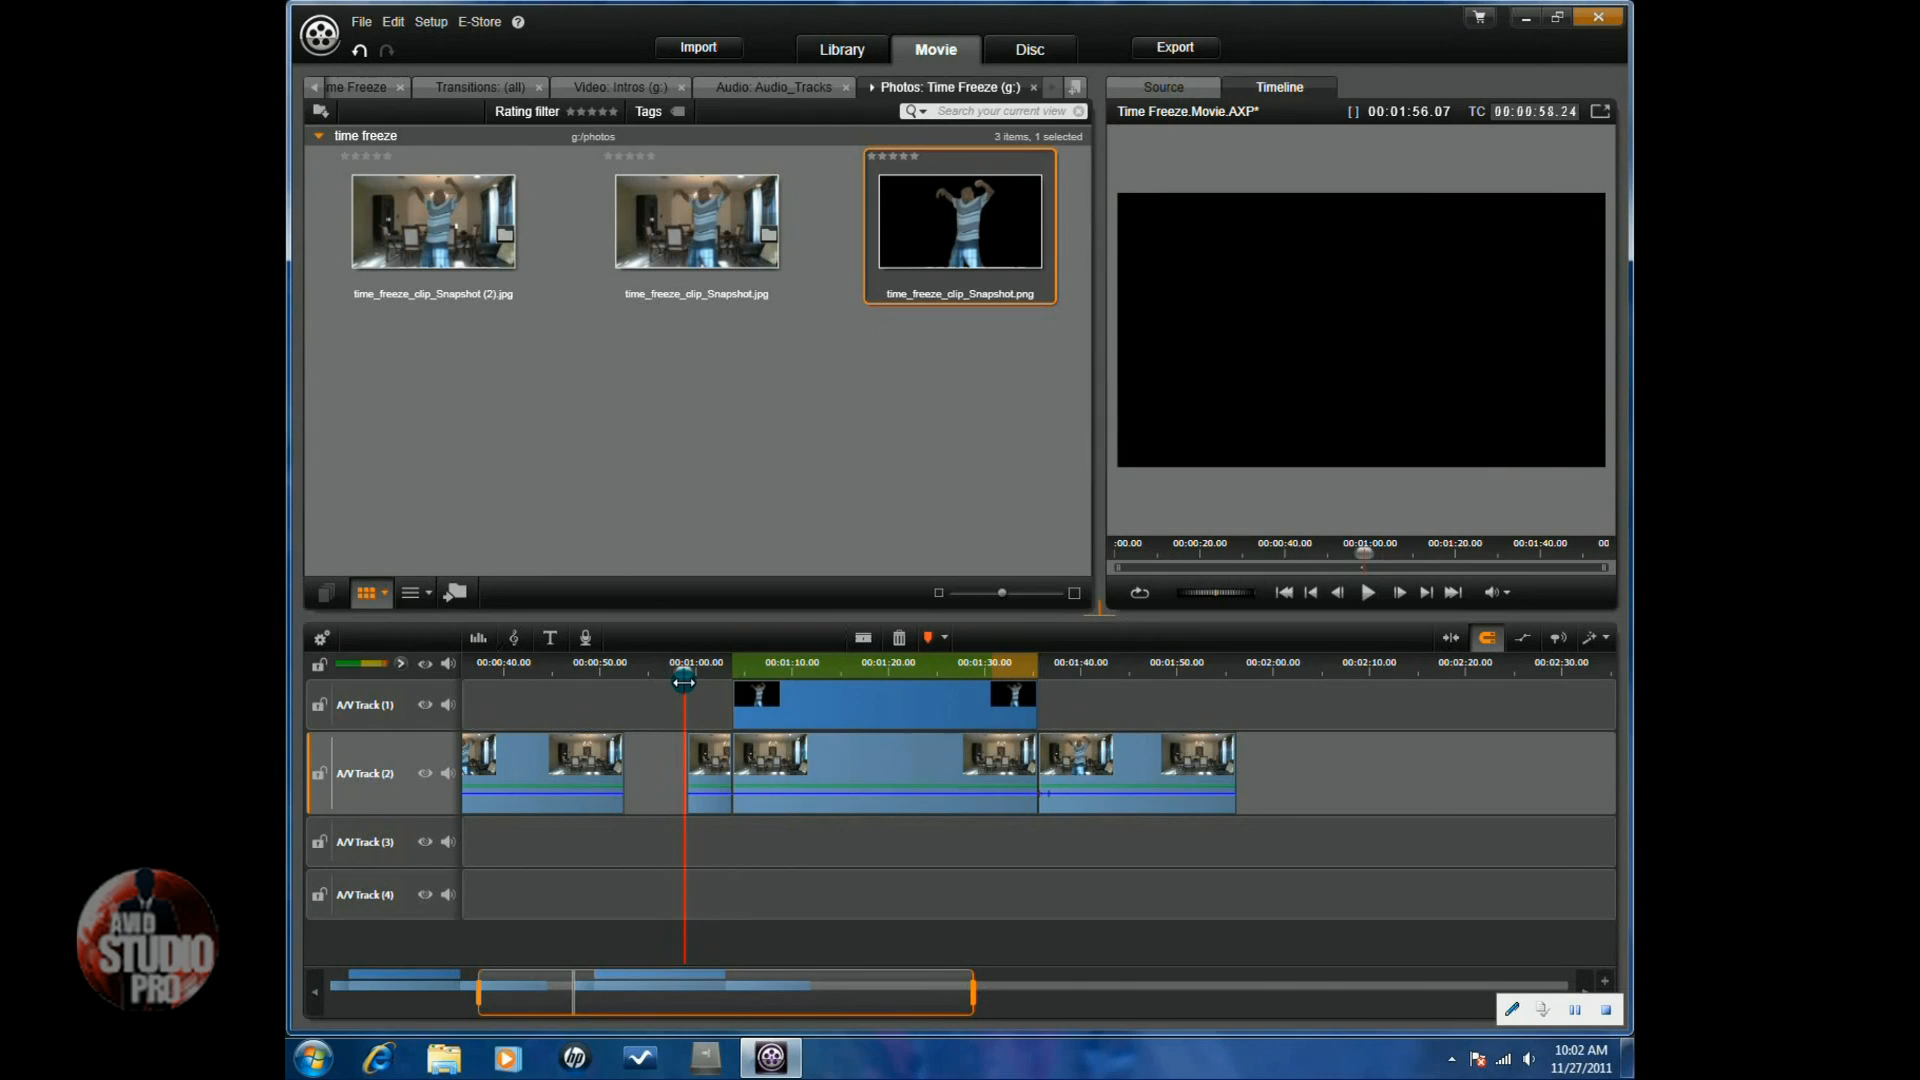 File Edit Setup E-Store ?
Import Library Movie Disc Export
me Freeze × Transitions: (all) × Video: Intros (g:) × Audio: Audio_Tracks × Photos: Time Freeze (g:) ×
Source Timeline
Rating filter Tags Search your current view
Time Freeze.Movie.AXP* [ ] 00:01:56.07 TC 00:00:58.24
time freeze g:/photos 3 items, 1 selected
time_freeze_clip_Snapshot (2).jpg time_freeze_clip_Snapshot.jpg time_freeze_clip_Snapshot.png
:00.00 00:00:20.00 00:00:40.00 00:01:00.00 00:01:20.00 00:01:40.00 00
00:00:40.00 00:00:50.00 00:01:00.00 00:01:10.00 00:01:20.00 00:01:30.00 00:01:40.00 00:01:50.00 00:02:00.00 00:02:10.00 00:02:20.00 00:02:30.00
A/V Track (1)
A/V Track (2)
A/V Track (3)
A/V Track (4)
AVID
STUDIO
PRO
hp
10:02 AM
11/27/2011